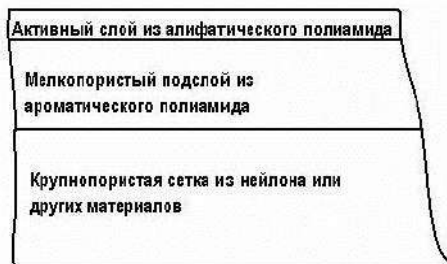 Активный слой из алифатического полиамида
Мелкопористый подслой из
ароматического полиамида
Крупнопористая сетка из нейлона или
других материалов